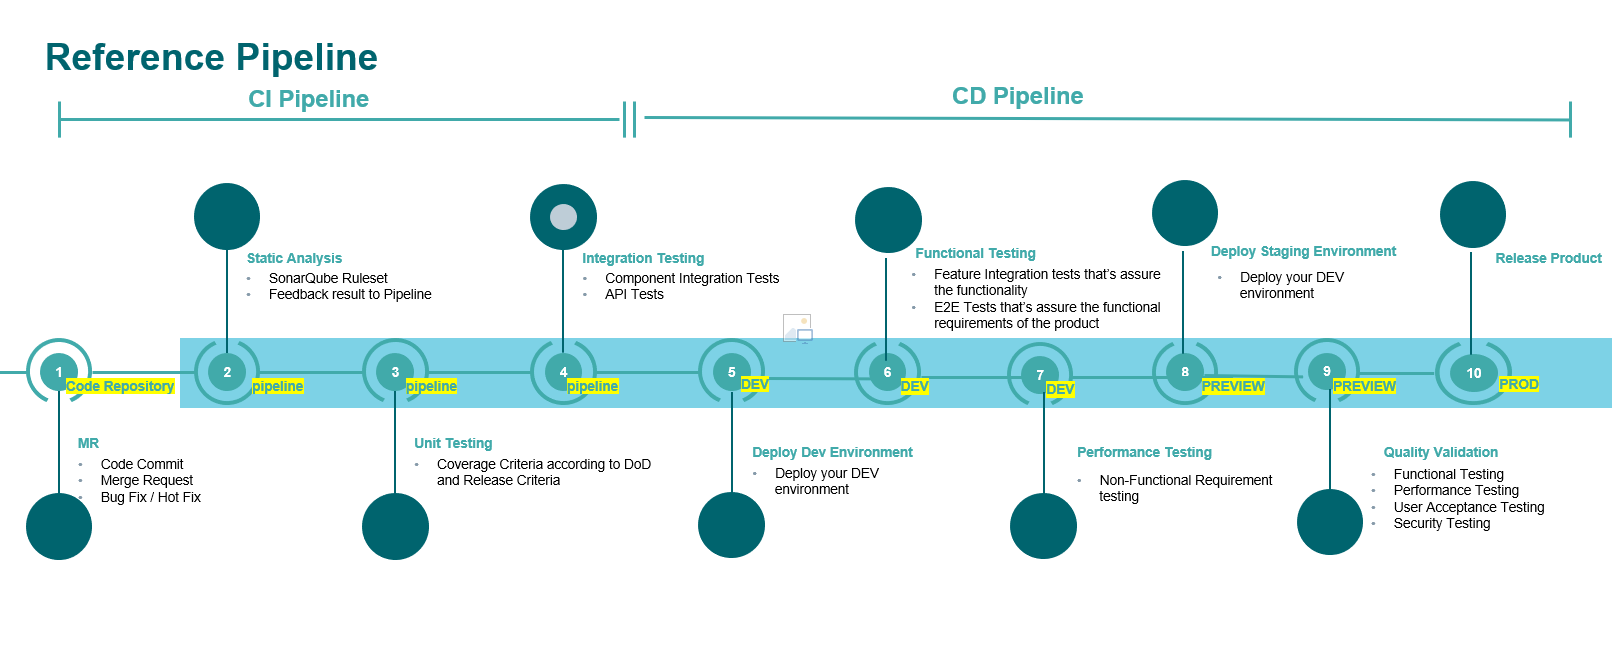 Reference Pipeline
CI Pipeline
CD Pipeline
Static Analysis
SonarQube Ruleset
Feedback result to Pipeline
Integration Testing
Component Integration Tests
API Tests
Functional Testing
Feature Integration tests that's assure
the functionality
E2E Tests that's assure the functional
requirements of the product
Deploy Staging Environment
Deploy your DEV
environment
Release Product
1
Code Repository
2
pipeline
3
pipeline
4
pipeline
5
DEV
6
DEV
7
DEV
8
PREVIEW
9
PREVIEW
10
PROD
MR
Code Commit
Merge Request
Bug Fix / Hot Fix
Unit Testing
Coverage Criteria according to DoD
and Release Criteria
Deploy Dev Environment
Deploy your DEV
environment
Performance Testing
Non-Functional Requirement
testing
Quality Validation
Functional Testing
Performance Testing
User Acceptance Testing
Security Testing